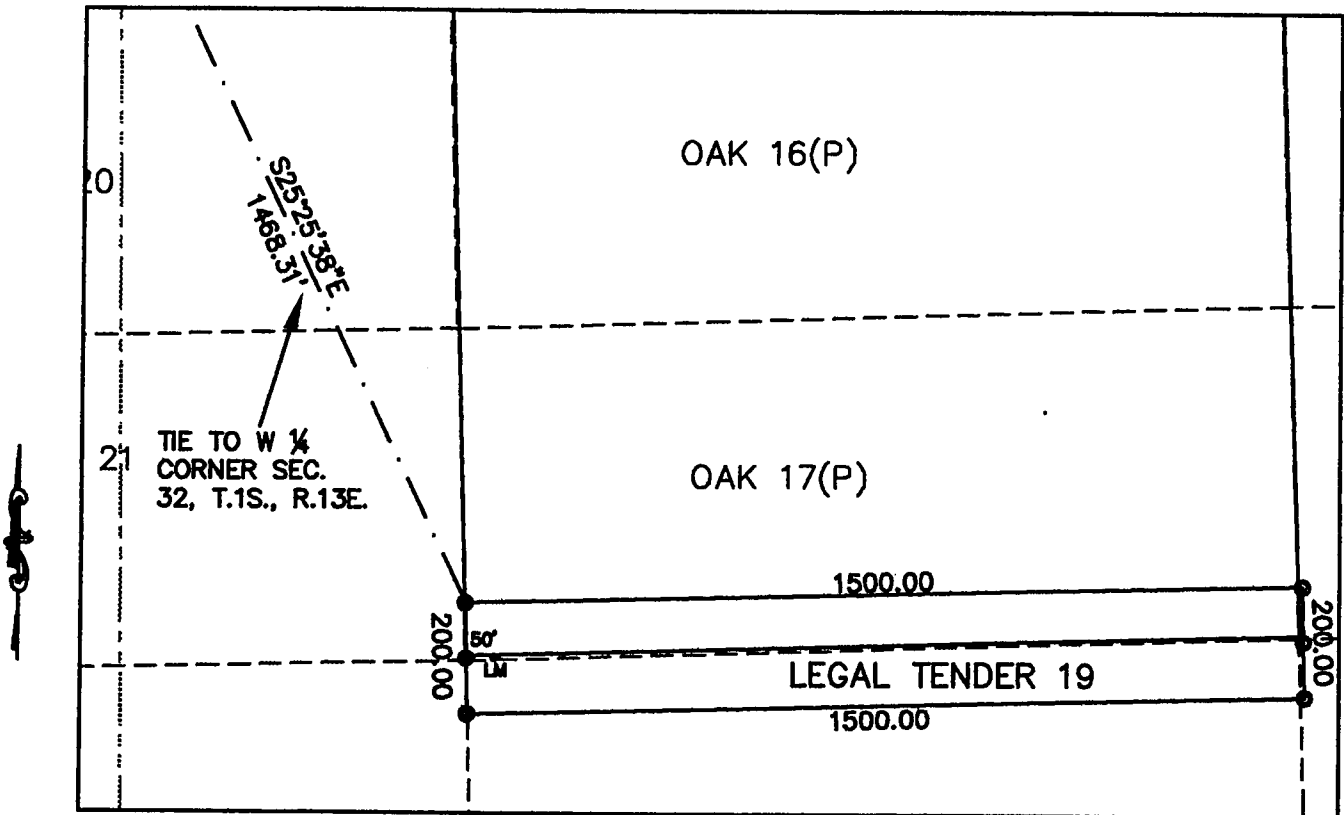 OAK 16(P)
20
S25°25'38"E
1468.31'
TIE TO W ¼
CORNER SEC.
32, T.1S., R.13E.
21
OAK 17(P)
1500.00
200.00
50'
LM
200.00
LEGAL TENDER 19
1500.00